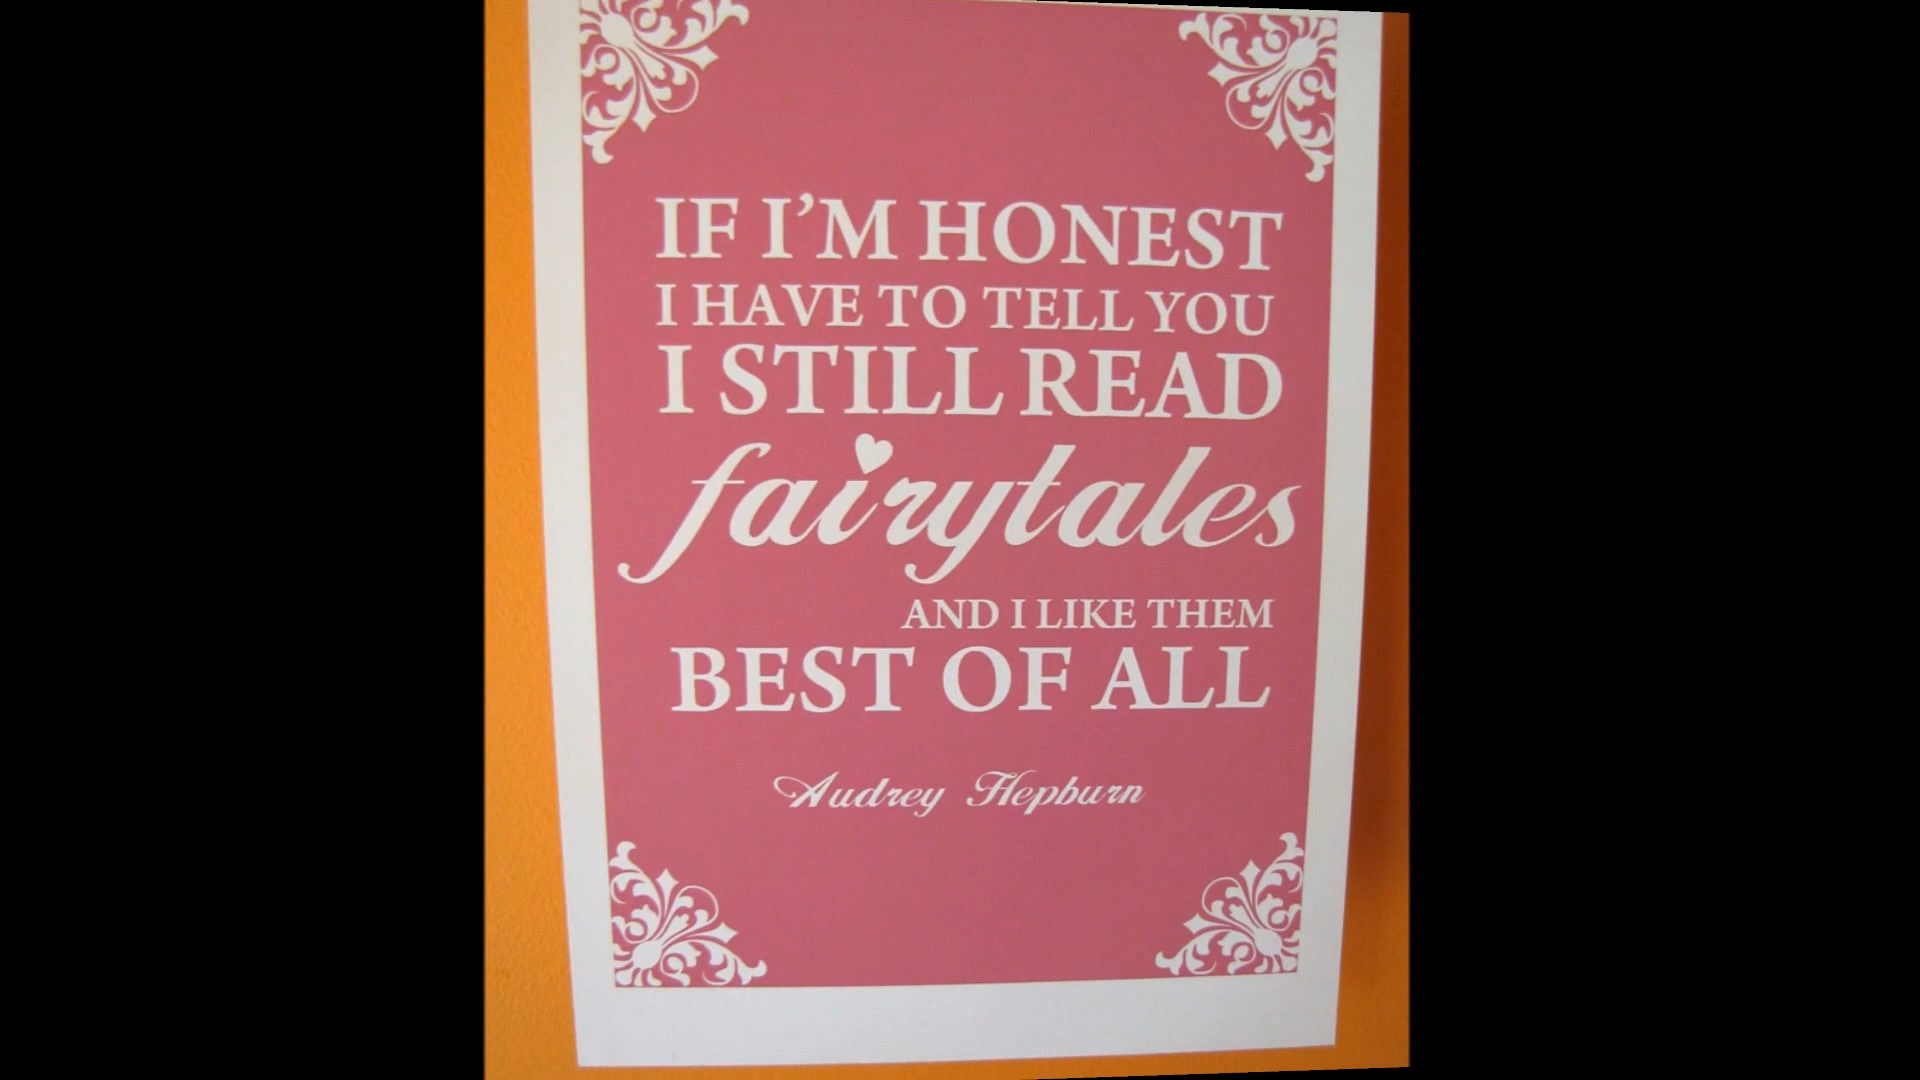 IF I’M HONEST
I HAVE TO TELL YOU
I STILL READ
fairytales
AND I LIKE THEM
BEST OF ALL
Audrey Hepburn